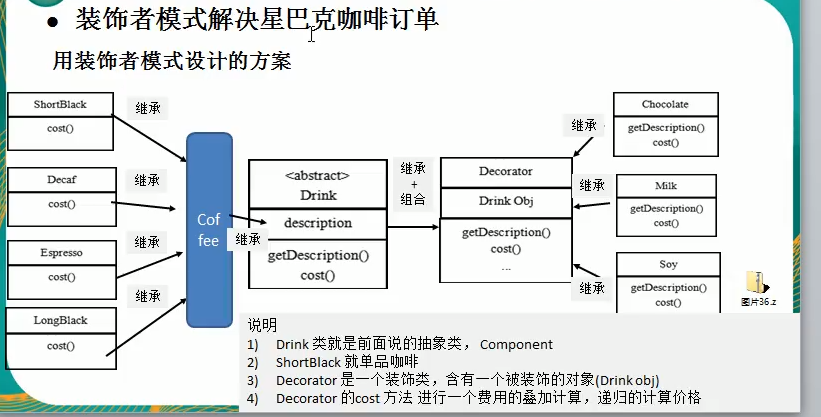 ● 装饰者模式解决星巴克咖啡订单
用装饰者模式设计的方案
ShortBlack
cost()
继承
Decaf
cost()
继承
Espresso
cost()
继承
LongBlack
cost()
继承
Cof
fee
继承
<abstract>
Drink
description
getDescription()
cost()
继承
+
组合
Decorator
Drink Obj
getDescription()
cost()
...
继承
Chocolate
getDescription()
cost()
继承
Milk
getDescription()
cost()
继承
Soy
getDescription()
cost()
图片36.z
说明
1) Drink 类就是前面说的抽象类， Component
2) ShortBlack 就单品咖啡
3) Decorator 是一个装饰类，含有一个被装饰的对象(Drink obj)
4) Decorator 的cost 方法 进行一个费用的叠加计算，递归的计算价格